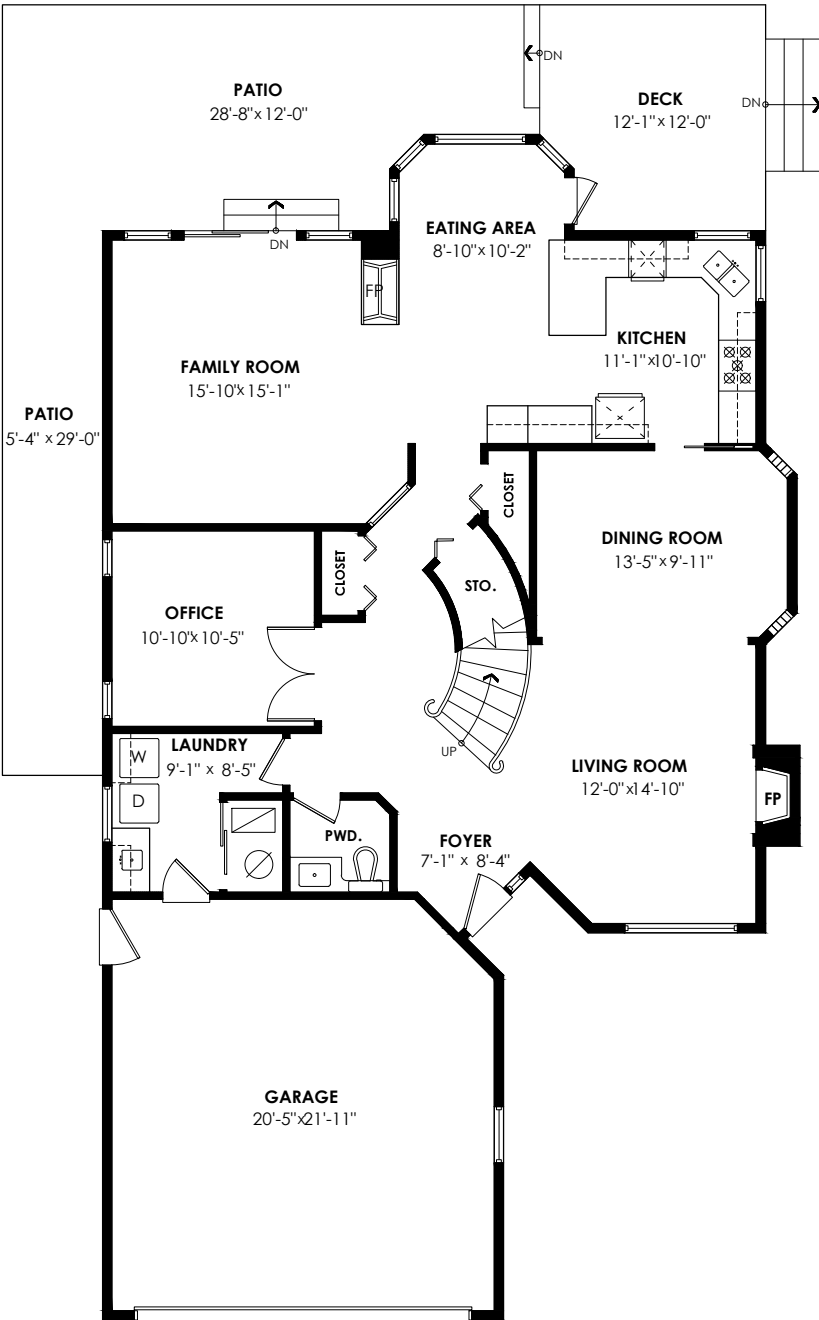 PATIO
28'-8"x 12'-0"
DN
DECK
12'-1"x 12'-0"
DN
EATING AREA
8'-10"x 10'-2"
DN
FP
KITCHEN
11'-1"x10'-10"
FAMILY ROOM
15'-10"x 15'-1"
PATIO
5'-4" x 29'-0"
CLOSET
DINING ROOM
13'-5"x 9'-11"
CLOSET
STO.
OFFICE
10'-10"x 10'-5"
UP
LAUNDRY
9'-1" x 8'-5"
W
D
LIVING ROOM
12'-0"x14'-10"
FP
PWD.
FOYER
7'-1" x 8'-4"
GARAGE
20'-5"x21'-11"